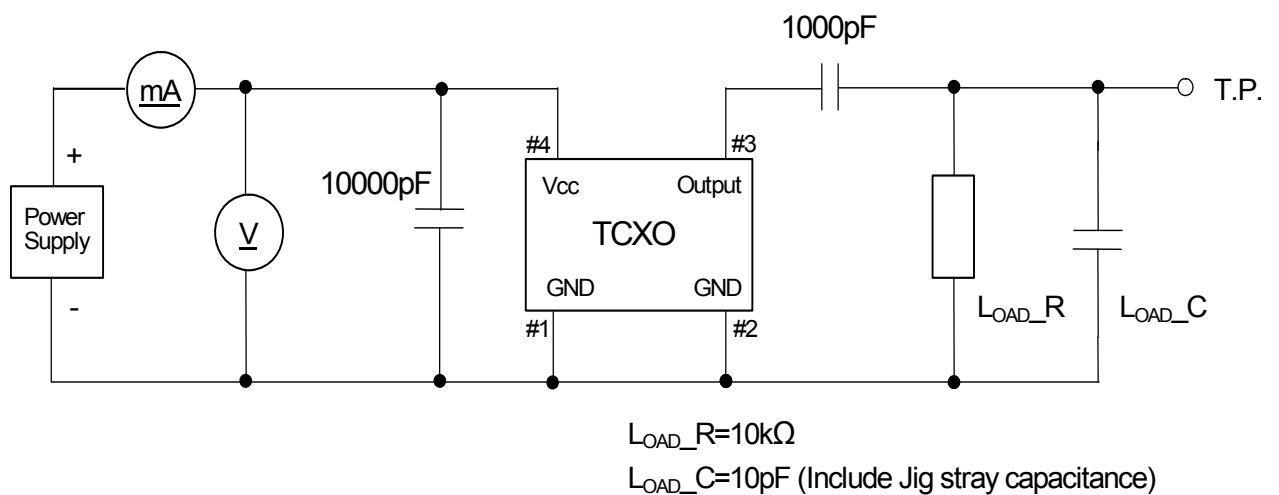 1000pF
mA
T.P.
+
#4
#3
10000pF
Vcc
Output
Power
Supply
V
TCXO
-
GND
GND
#1
#2
LOAD_R
LOAD_C
LOAD_R=10kΩ
LOAD_C=10pF (Include Jig stray capacitance)